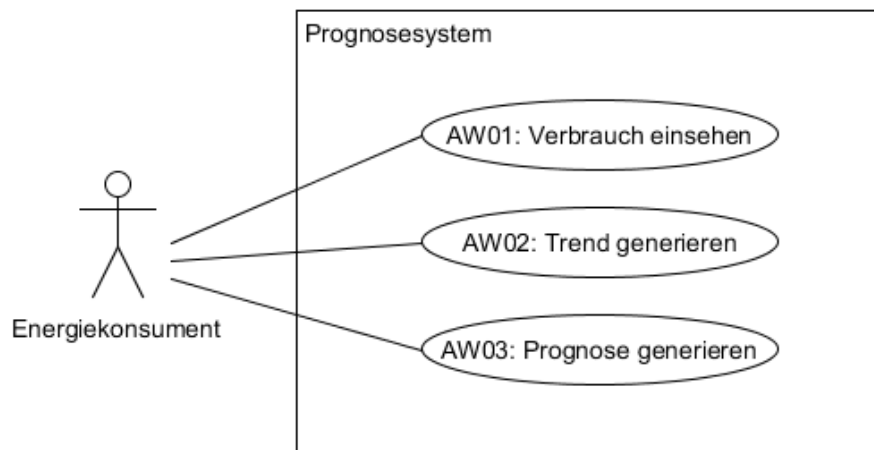 Prognosesystem
AW01: Verbrauch einsehen
AW02: Trend generieren
Energiekonsument
AW03: Prognose generieren